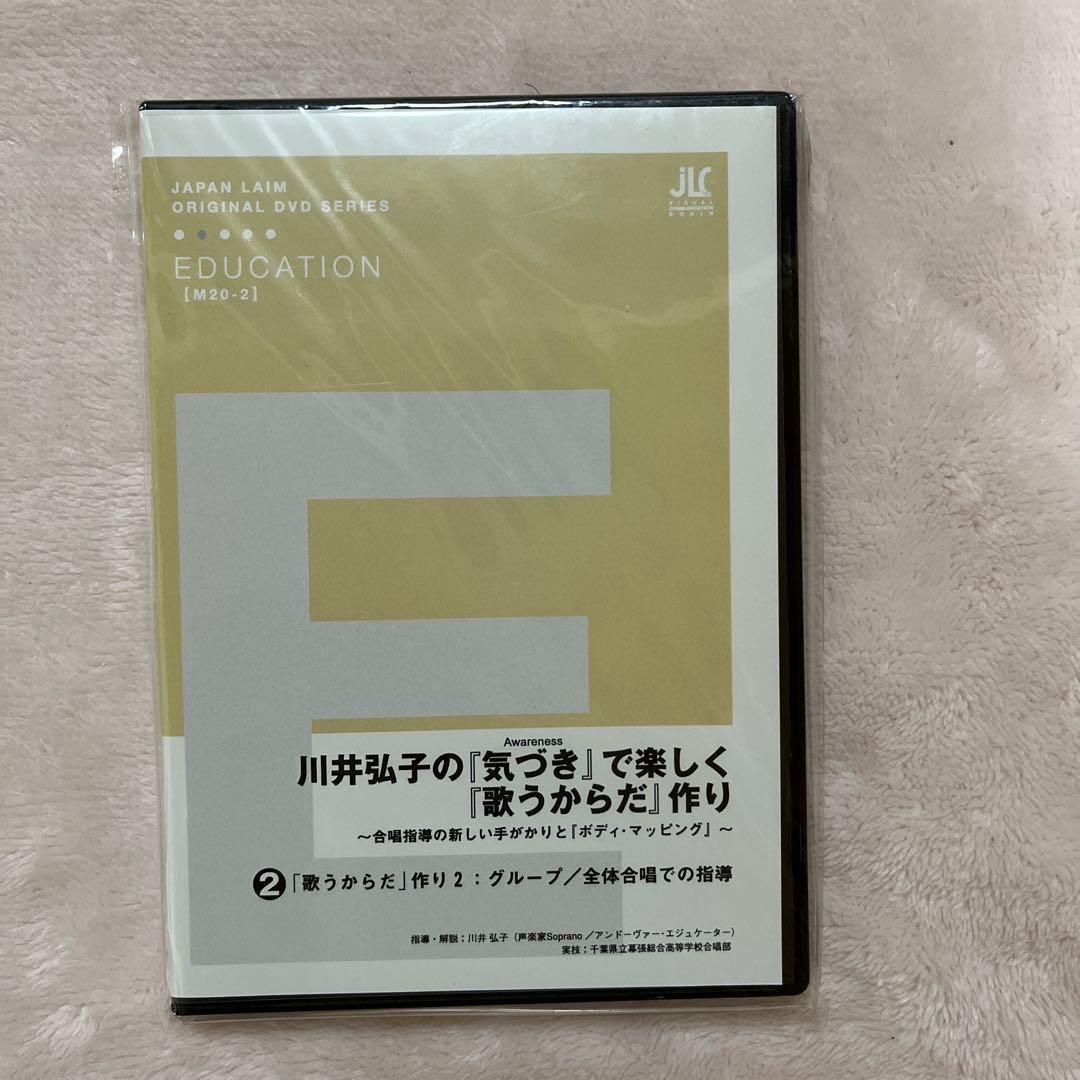 JAPAN LAIM
ORIGINAL DVD SERIES
EDUCATION
【M20-2】
jLC
VISUAL
COMMUNICATION
BRAIN
Awareness
川井弘子の『気づき』で楽しく
『歌うからだ』作り
～合唱指導の新しい手がかりと『ボディ・マッピング』～
❷「歌うからだ」作り2：グループ／全体合唱での指導
指導・解説：川井 弘子（声楽家Soprano／アンドーヴァー・エジュケーター）
実技：千葉県立幕張総合高等学校合唱部